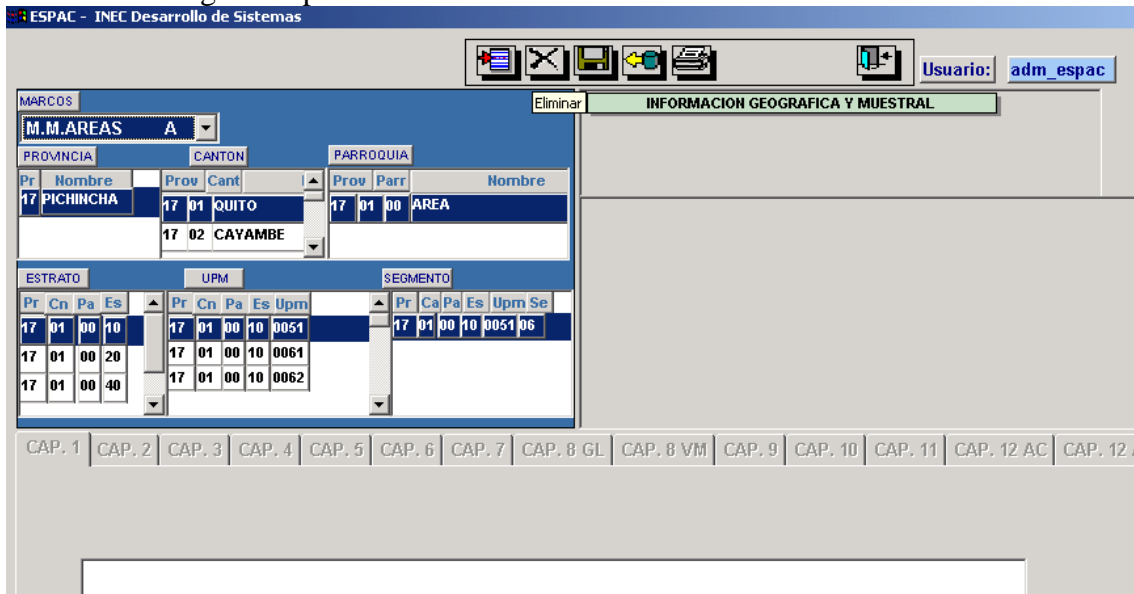 ESPAC - INEC Desarrollo de Sistemas
Usuario: adm_espac
MARCOS
Eliminar
INFORMACION GEOGRAFICA Y MUESTRAL
M.M.AREAS A
PROVINCIA CANTON PARROQUIA
Pr Nombre Prov Cant Prov Parr Nombre
17 PICHINCHA 17 01 QUITO 17 01 00 AREA
17 02 CAYAMBE
ESTRATO UPM SEGMENTO
Pr Cn Pa Es Pr Cn Pa Es Upm Pr Ca Pa Es Upm Se
17 01 00 10 17 01 00 10 0051 17 01 00 10 0051 06
17 01 00 20 17 01 00 10 0061
17 01 00 40 17 01 00 10 0062
CAP. 1 CAP. 2 CAP. 3 CAP. 4 CAP. 5 CAP. 6 CAP. 7 CAP. 8 GL CAP. 8 VM CAP. 9 CAP. 10 CAP. 11 CAP. 12 AC CAP. 12